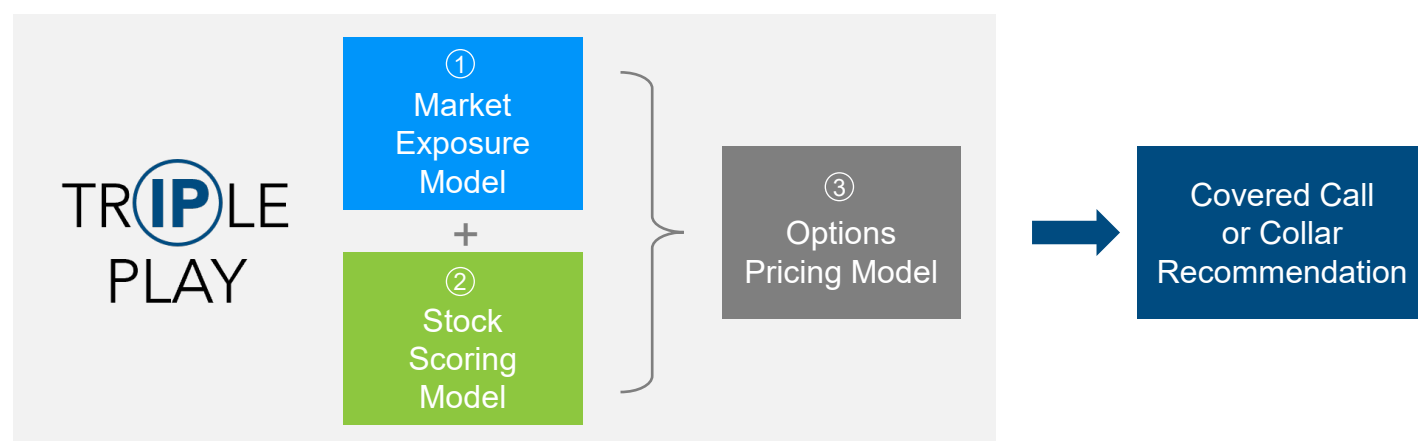 TRIPLE
PLAY
①
Market
Exposure
Model
+
②
Stock
Scoring
Model
③
Options
Pricing Model
Covered Call
or Collar
Recommendation